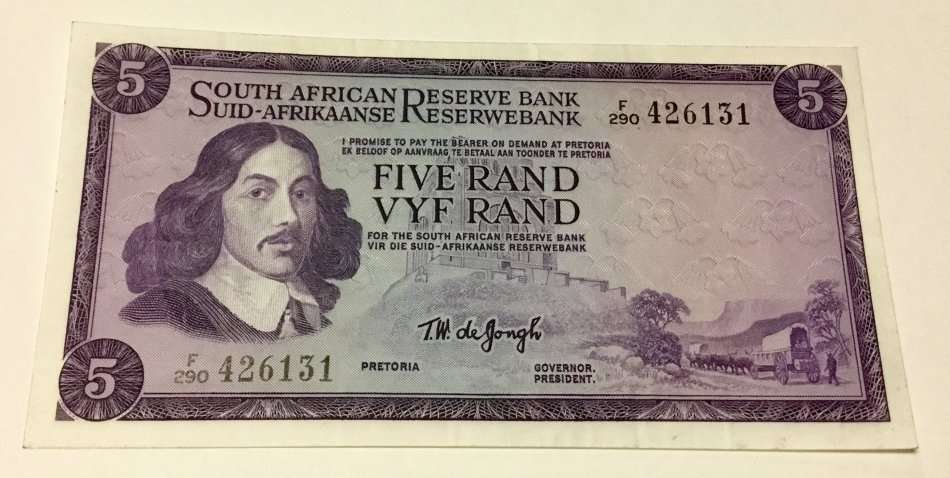 5
5
SOUTH AFRICAN RESERVE BANK
SUID-AFRIKAANSE RESERWEBANK
F/290 426131
I PROMISE TO PAY THE BEARER ON DEMAND AT PRETORIA
EK BELOOF OP AANVRAAG TE BETAAL AAN TOONDER TE PRETORIA
FIVE RAND
VYF RAND
FOR THE SOUTH AFRICAN RESERVE BANK
VIR DIE SUID-AFRIKAANSE RESERWEBANK
T.W. de Jongh
F/290 426131
PRETORIA
GOVERNOR.
PRESIDENT.
5